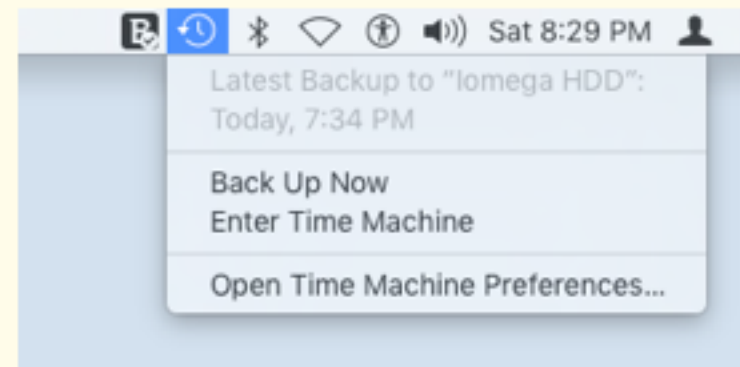 B Sat 8:29 PM
Latest Backup to "Iomega HDD":
Today, 7:34 PM
Back Up Now
Enter Time Machine
Open Time Machine Preferences...